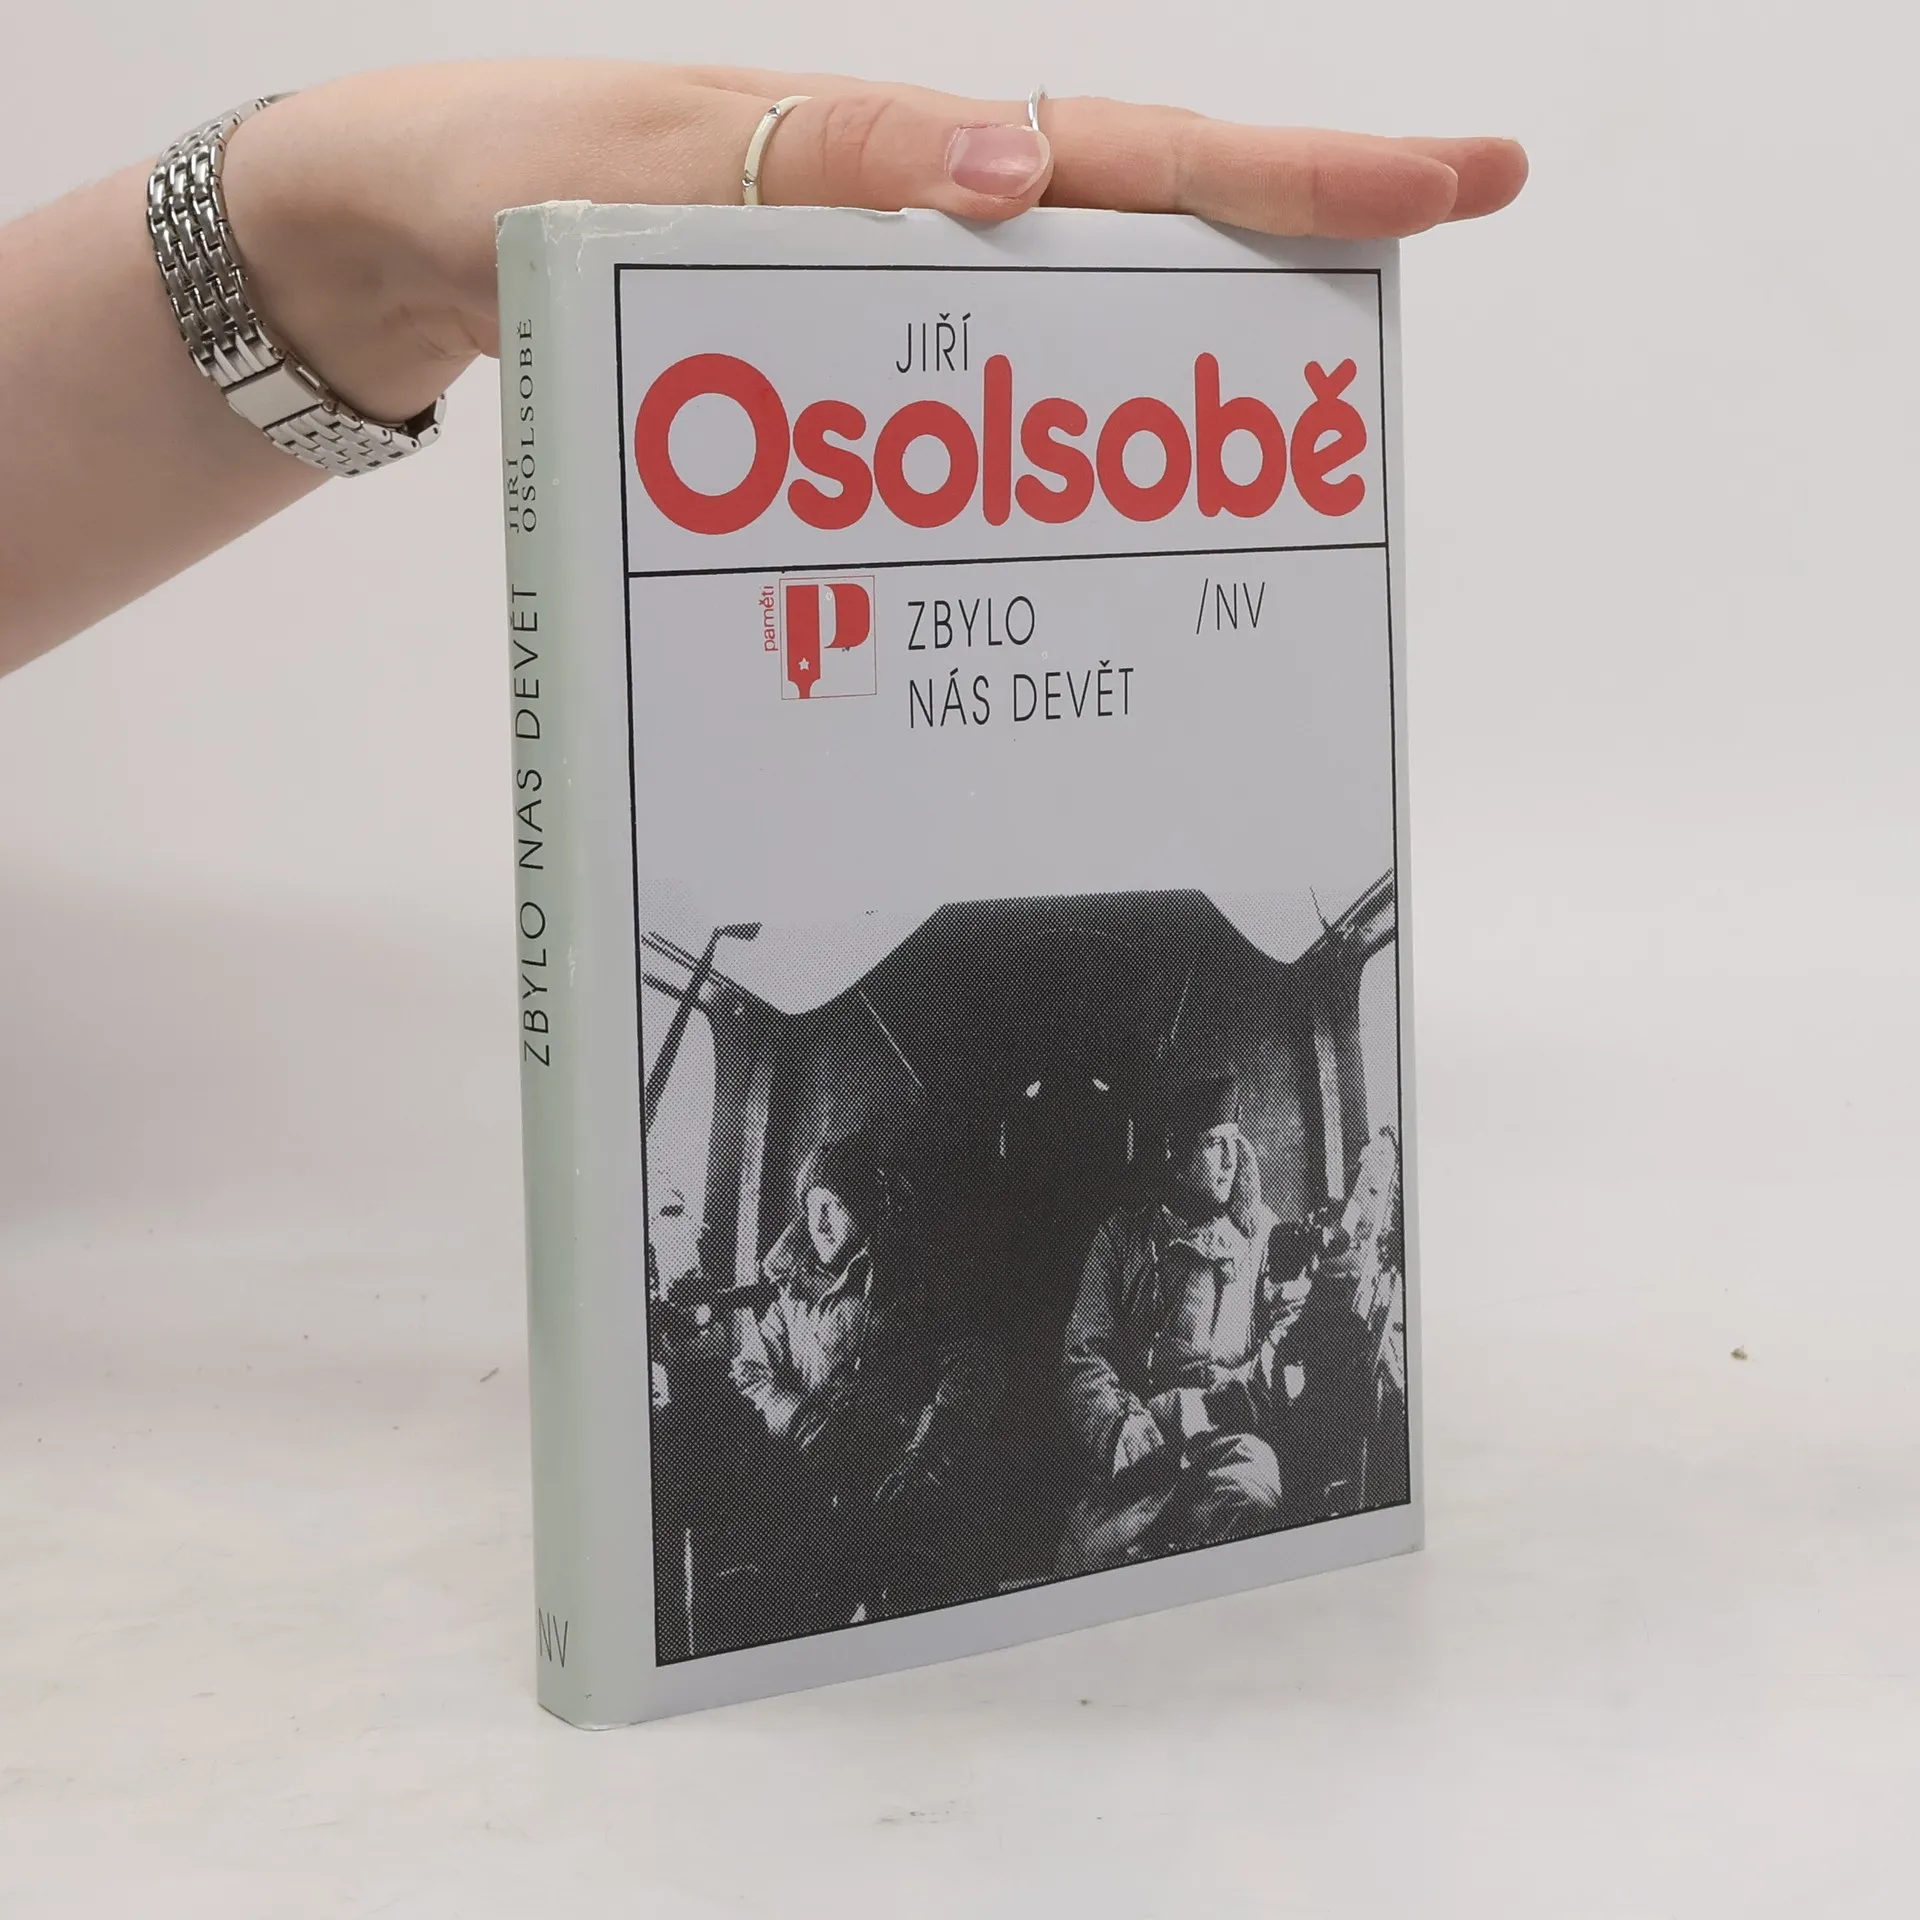 JIŘÍ
Osolsobě
paměti
ZBYLO
NÁS DEVĚT
/NV
JIŘÍ
OSOLSOBĚ
ZBYLO NÁS DEVĚT
NV